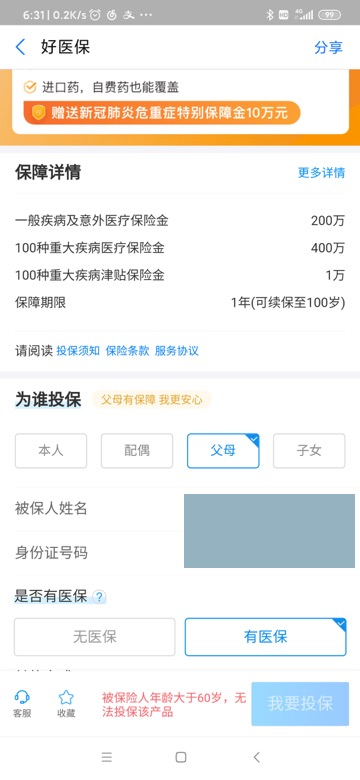 6:31 | 0.2K/s ··· HD 4G 99
好医保
分享
进口药，自费药也能覆盖
赠送新冠肺炎危重症特别保障金10万元
保障详情
更多详情
一般疾病及意外医疗保险金 200万
100种重大疾病医疗保险金 400万
100种重大疾病津贴保险金 1万
保障期限 1年(可续保至100岁)
请阅读 投保须知 保险条款 服务协议
为谁投保 父母有保障 我更安心
本人 配偶 父母 子女
被保人姓名
身份证号码
是否有医保 ?
无医保 有医保
客服 收藏
被保险人年龄大于60岁，无
法投保该产品
我要投保